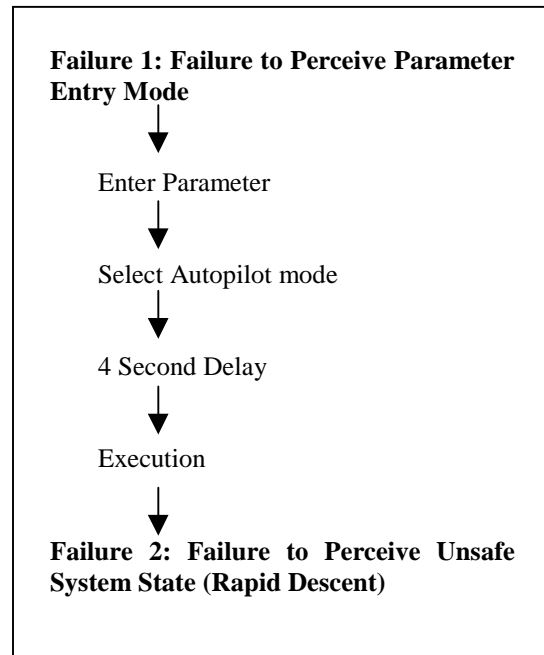 Failure 1: Failure to Perceive Parameter
Entry Mode
Enter Parameter
Select Autopilot mode
4 Second Delay
Execution
Failure 2: Failure to Perceive Unsafe
System State (Rapid Descent)